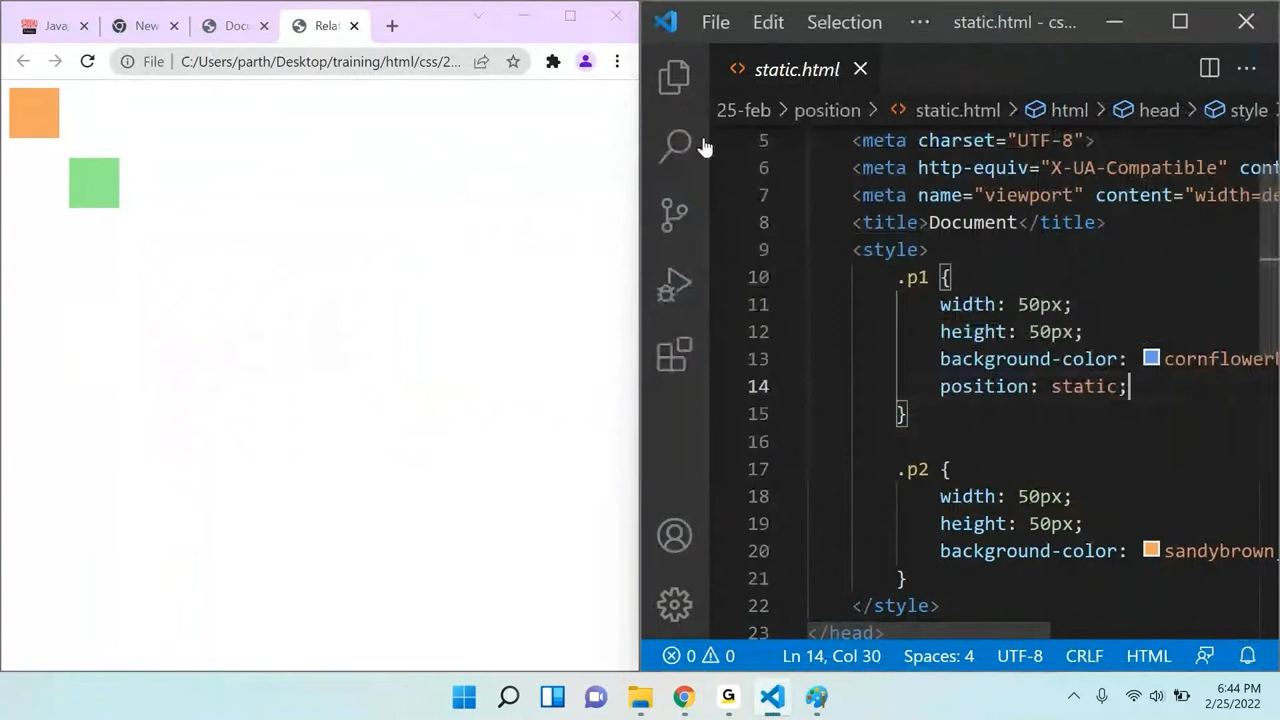 Java
New
Docu
Relat
File
C:/Users/parth/Desktop/training/html/css/2...
File Edit Selection ··· static.html - cs...
static.html
25-feb > position > static.html > html > head > style
5 <meta charset="UTF-8">
6 <meta http-equiv="X-UA-Compatible" cont
7 <meta name="viewport" content="width=de
8 <title>Document</title>
9 <style>
10 .p1 {
11 width: 50px;
12 height: 50px;
13 background-color: cornflowerb
14 position: static;
15 }
16
17 .p2 {
18 width: 50px;
19 height: 50px;
20 background-color: sandybrown;
21 }
22 </style>
23 </head>
0 0 Ln 14, Col 30 Spaces: 4 UTF-8 CRLF HTML
G
6:44 PM
2/25/2022